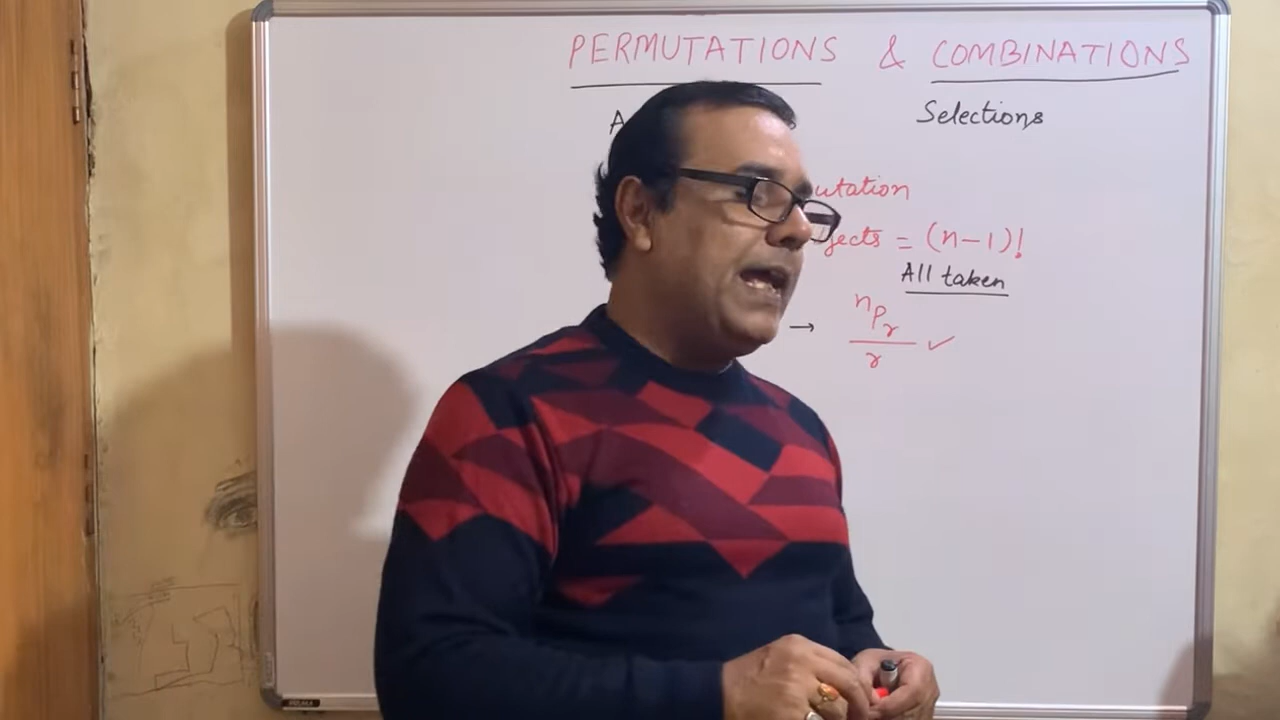 PERMUTATIONS & COMBINATIONS
Selections
utation
jects = (n-1)!
All taken
→ nPr
r ✓